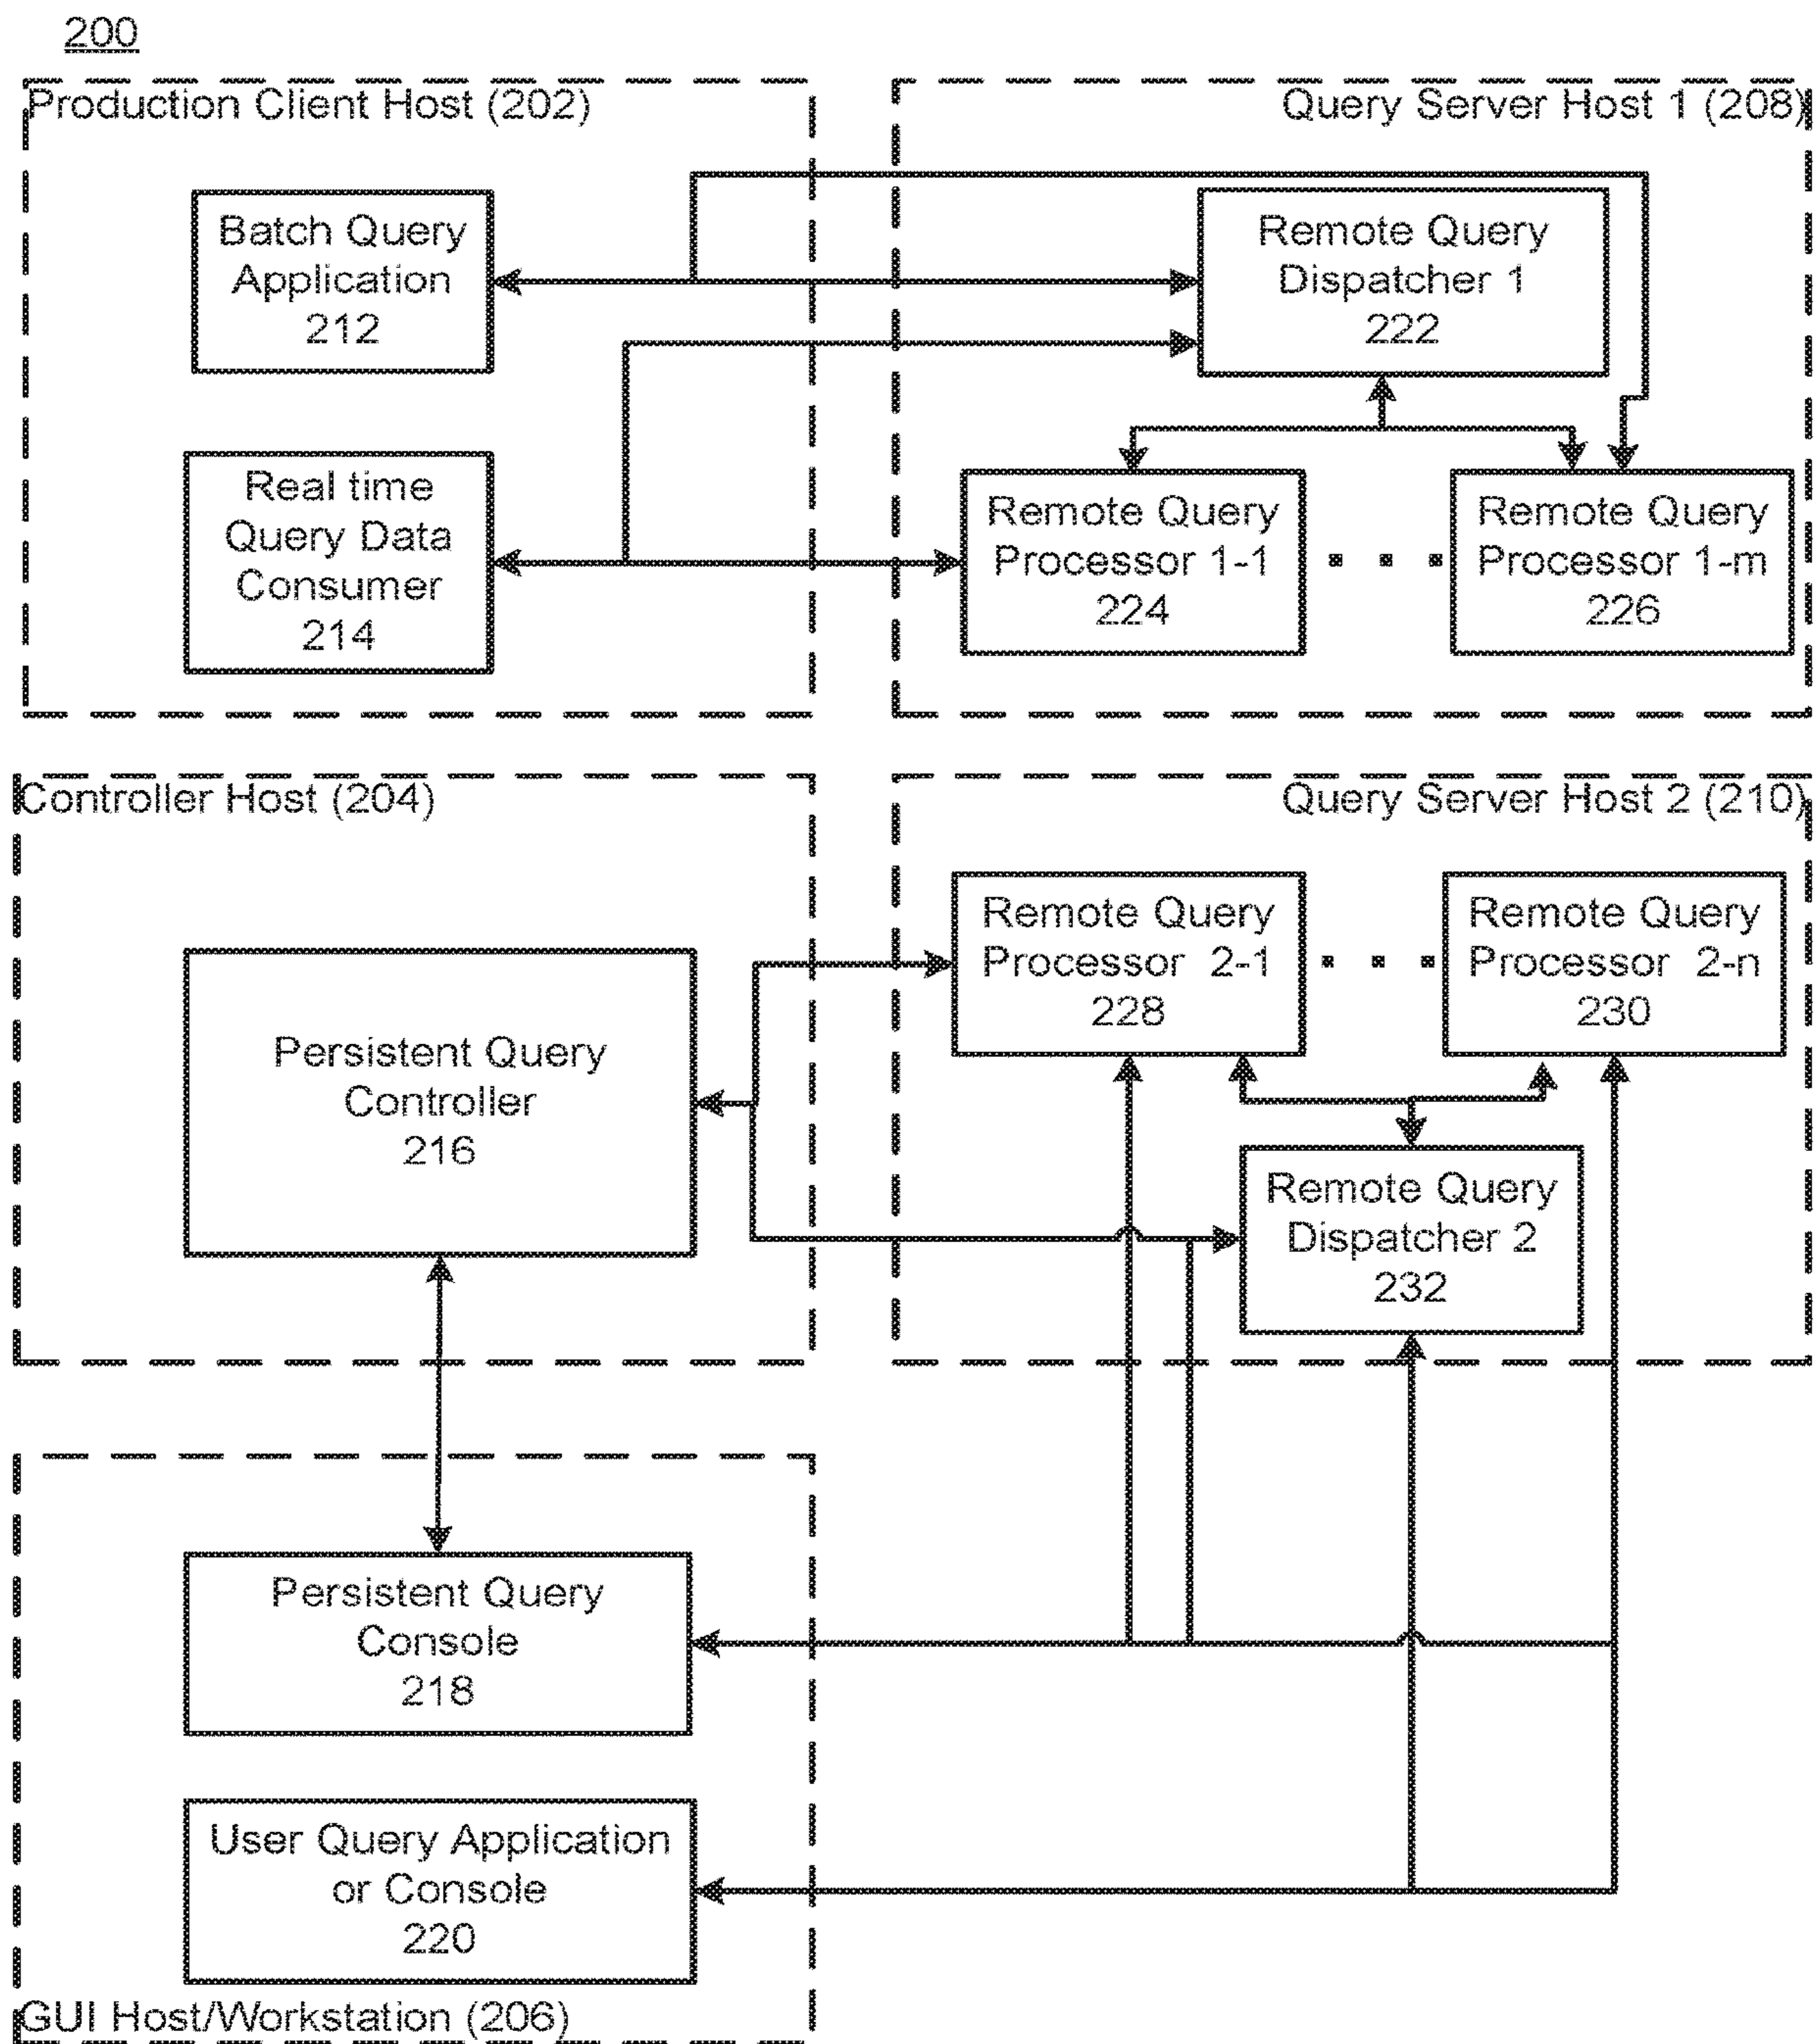 200
Production Client Host (202)
Query Server Host 1 (208)
Batch Query
Application
212
Remote Query
Dispatcher 1
222
Real time
Query Data
Consumer
214
Remote Query
Processor 1-1
224
Remote Query
Processor 1-m
226
Controller Host (204)
Query Server Host 2 (210)
Remote Query
Processor 2-1
228
Remote Query
Processor 2-n
230
Persistent Query
Controller
216
Remote Query
Dispatcher 2
232
Persistent Query
Console
218
User Query Application
or Console
220
GUI Host/Workstation (206)